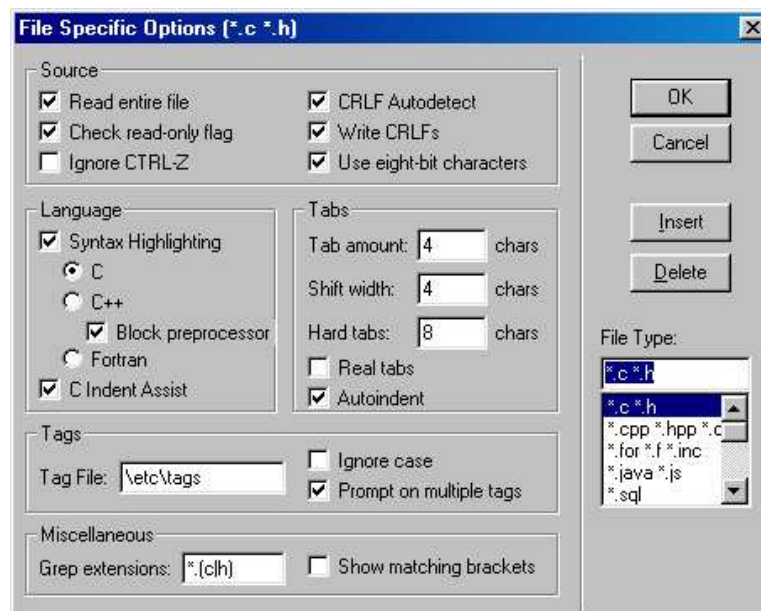 File Specific Options (*.c *.h)
Source
Read entire file
CRLF Autodetect
Check read-only flag
Write CRLFs
Ignore CTRL-Z
Use eight-bit characters
OK
Cancel
Insert
Delete
Language
Syntax Highlighting
C
C++
Block preprocessor
Fortran
C Indent Assist
Tabs
Tab amount: 4 chars
Shift width: 4 chars
Hard tabs: 8 chars
Real tabs
Autoindent
File Type:
*.c *.h
*.c *.h
*.cpp *.hpp *.c
*.for *.f *.inc
*.java *.js
*.sql
Tags
Tag File: \etc\tags
Ignore case
Prompt on multiple tags
Miscellaneous
Grep extensions: *.(c|h)
Show matching brackets